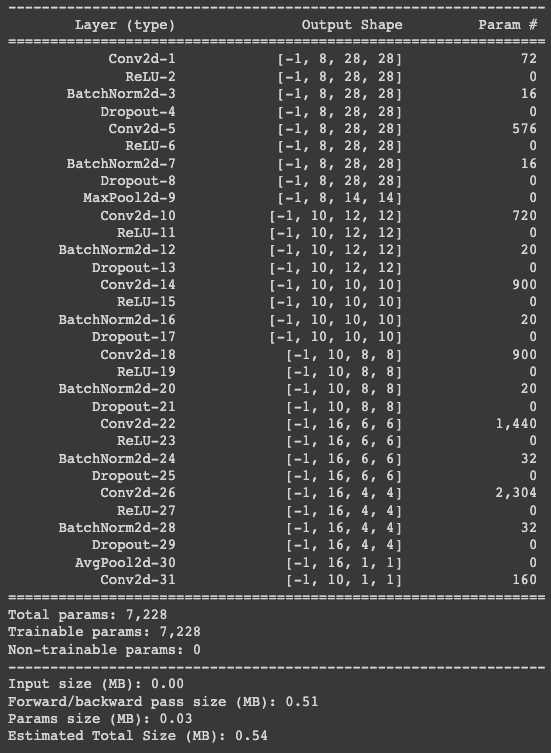 ----------------------------------------------------------------
Layer (type) Output Shape Param #
================================================================
Conv2d-1 [-1, 8, 28, 28] 72
ReLU-2 [-1, 8, 28, 28] 0
BatchNorm2d-3 [-1, 8, 28, 28] 16
Dropout-4 [-1, 8, 28, 28] 0
Conv2d-5 [-1, 8, 28, 28] 576
ReLU-6 [-1, 8, 28, 28] 0
BatchNorm2d-7 [-1, 8, 28, 28] 16
Dropout-8 [-1, 8, 28, 28] 0
MaxPool2d-9 [-1, 8, 14, 14] 0
Conv2d-10 [-1, 10, 12, 12] 720
ReLU-11 [-1, 10, 12, 12] 0
BatchNorm2d-12 [-1, 10, 12, 12] 20
Dropout-13 [-1, 10, 12, 12] 0
Conv2d-14 [-1, 10, 10, 10] 900
ReLU-15 [-1, 10, 10, 10] 0
BatchNorm2d-16 [-1, 10, 10, 10] 20
Dropout-17 [-1, 10, 10, 10] 0
Conv2d-18 [-1, 10, 8, 8] 900
ReLU-19 [-1, 10, 8, 8] 0
BatchNorm2d-20 [-1, 10, 8, 8] 20
Dropout-21 [-1, 10, 8, 8] 0
Conv2d-22 [-1, 16, 6, 6] 1,440
ReLU-23 [-1, 16, 6, 6] 0
BatchNorm2d-24 [-1, 16, 6, 6] 32
Dropout-25 [-1, 16, 6, 6] 0
Conv2d-26 [-1, 16, 4, 4] 2,304
ReLU-27 [-1, 16, 4, 4] 0
BatchNorm2d-28 [-1, 16, 4, 4] 32
Dropout-29 [-1, 16, 4, 4] 0
AvgPool2d-30 [-1, 16, 1, 1] 0
Conv2d-31 [-1, 10, 1, 1] 160
================================================================
Total params: 7,228
Trainable params: 7,228
Non-trainable params: 0
----------------------------------------------------------------
Input size (MB): 0.00
Forward/backward pass size (MB): 0.51
Params size (MB): 0.03
Estimated Total Size (MB): 0.54